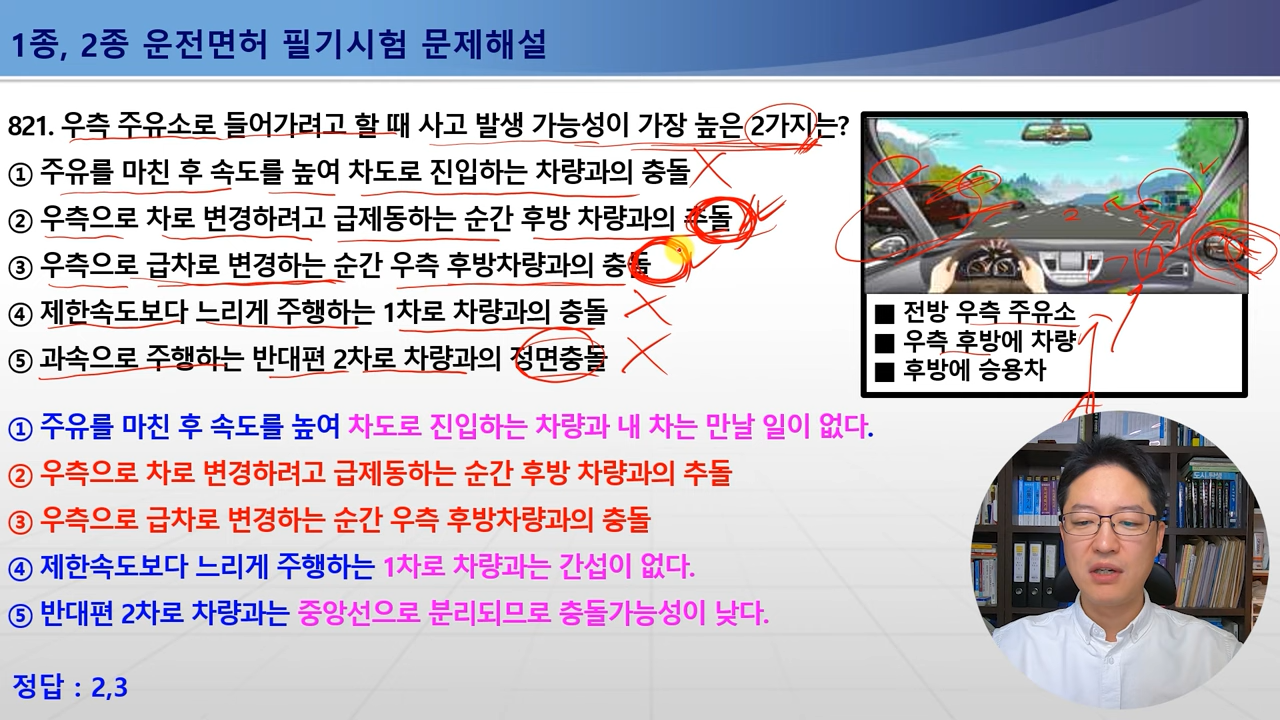 1종, 2종 운전면허 필기시험 문제해설
821. 우측 주유소로 들어가려고 할 때 사고 발생 가능성이 가장 높은 2가지는?
① 주유를 마친 후 속도를 높여 차도로 진입하는 차량과의 충돌
② 우측으로 차로 변경하려고 급제동하는 순간 후방 차량과의 추돌
③ 우측으로 급차로 변경하는 순간 우측 후방차량과의 충돌
④ 제한속도보다 느리게 주행하는 1차로 차량과의 충돌
⑤ 과속으로 주행하는 반대편 2차로 차량과의 정면충돌
■ 전방 우측 주유소
■ 우측 후방에 차량
■ 후방에 승용차
① 주유를 마친 후 속도를 높여 차도로 진입하는 차량과 내 차는 만날 일이 없다.
② 우측으로 차로 변경하려고 급제동하는 순간 후방 차량과의 추돌
③ 우측으로 급차로 변경하는 순간 우측 후방차량과의 충돌
④ 제한속도보다 느리게 주행하는 1차로 차량과는 간섭이 없다.
⑤ 반대편 2차로 차량과는 중앙선으로 분리되므로 충돌가능성이 낮다.
정답 : 2,3